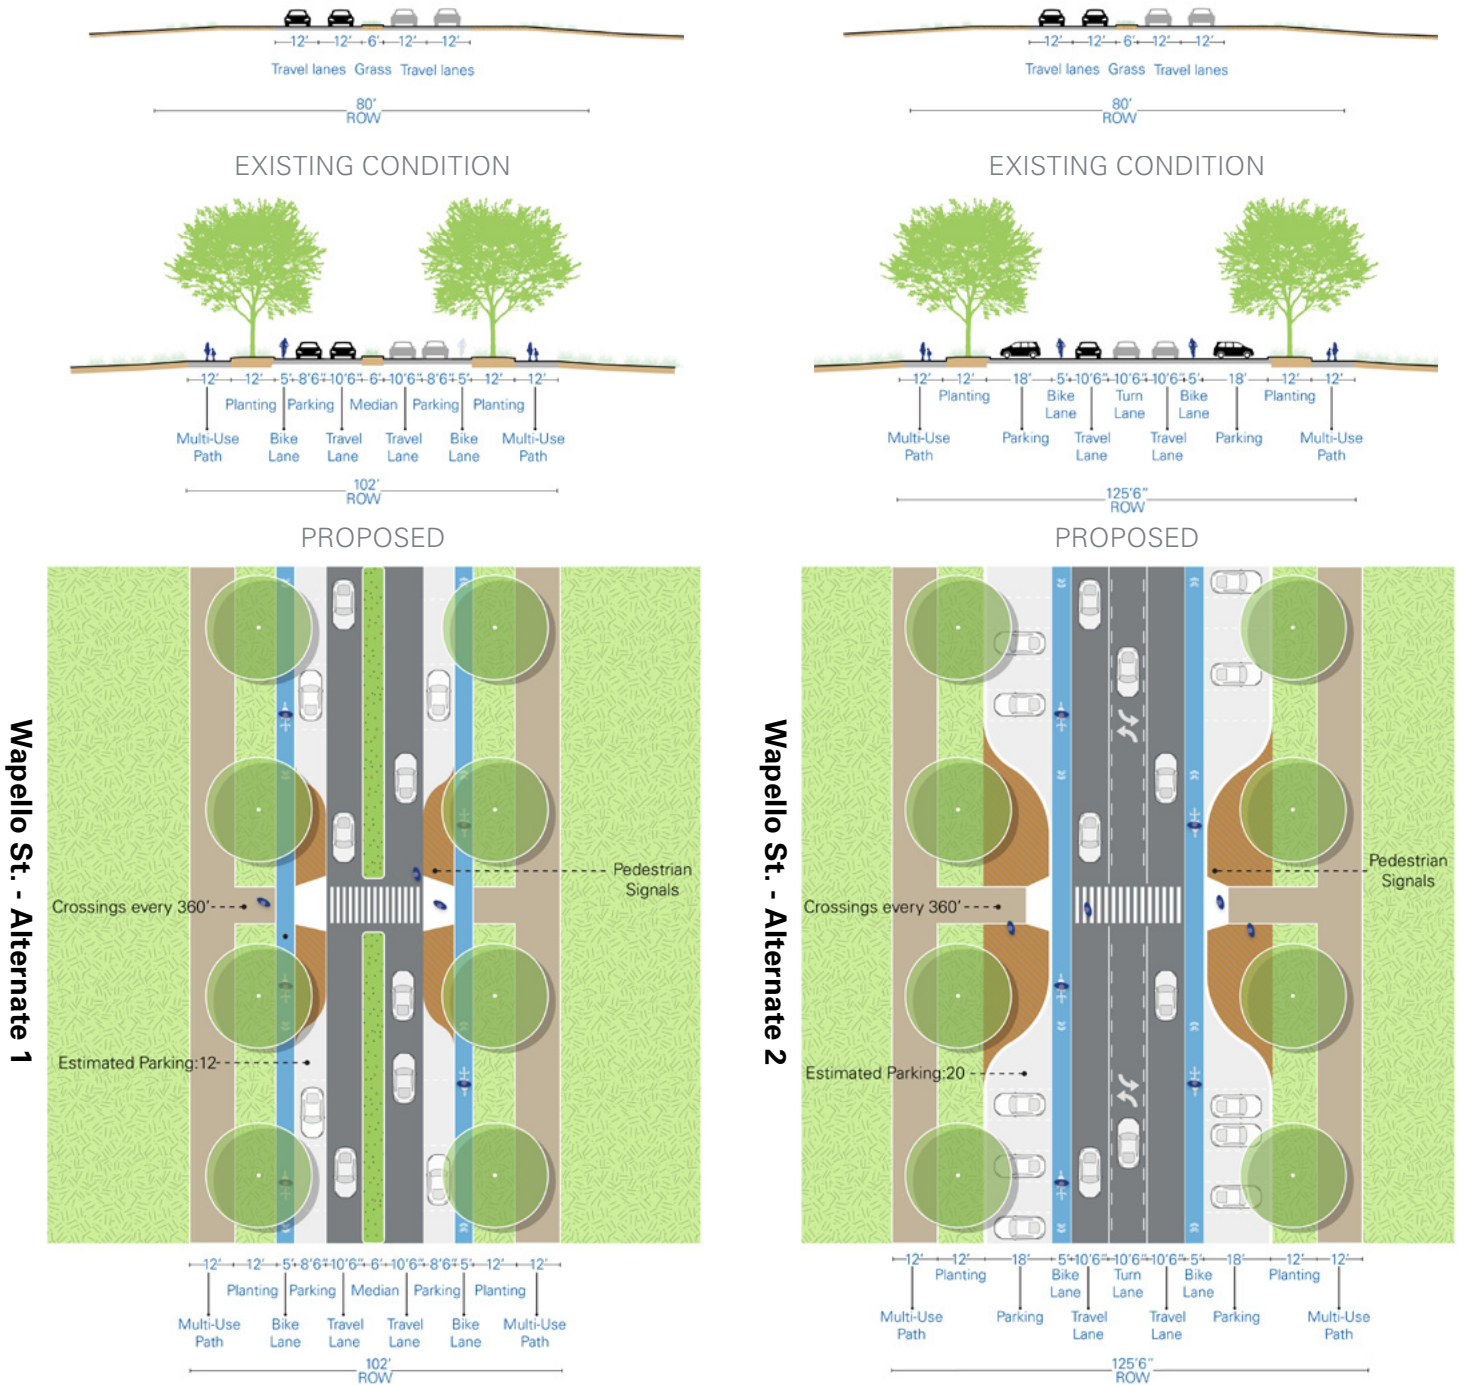 12' 12' 6' 12' 12'
Travel lanes Grass Travel lanes
80'
ROW
EXISTING CONDITION
12' 12' 5' 8'6" 10'6" 6' 10'6" 8'6" 5' 12' 12'
Planting Parking Median Parking Planting
Multi-Use Bike Travel Travel Bike Multi-Use
Path Lane Lane Lane Lane Path
102'
ROW
PROPOSED
Wapello St. - Alternate 1
Pedestrian
Signals
Crossings every 360'
Estimated Parking:12
12' 12' 5' 8'6" 10'6" 6' 10'6" 8'6" 5' 12' 12'
Planting Parking Median Parking Planting
Multi-Use Bike Travel Travel Bike Multi-Use
Path Lane Lane Lane Lane Path
102'
ROW
12' 12' 6' 12' 12'
Travel lanes Grass Travel lanes
80'
ROW
EXISTING CONDITION
12' 12' 18' 5' 10'6" 10'6" 10'6" 5' 18' 12' 12'
Planting Bike Turn Bike Planting
Lane Lane Lane
Multi-Use Parking Travel Travel Parking Multi-Use
Path Lane Lane Path
125'6"
ROW
PROPOSED
Wapello St. - Alternate 2
Pedestrian
Signals
Crossings every 360'
Estimated Parking:20
12' 12' 18' 5' 10'6" 10'6" 10'6" 5' 18' 12' 12'
Planting Bike Turn Bike Planting
Lane Lane Lane
Multi-Use Parking Travel Travel Parking Multi-Use
Path Lane Lane Path
125'6"
ROW